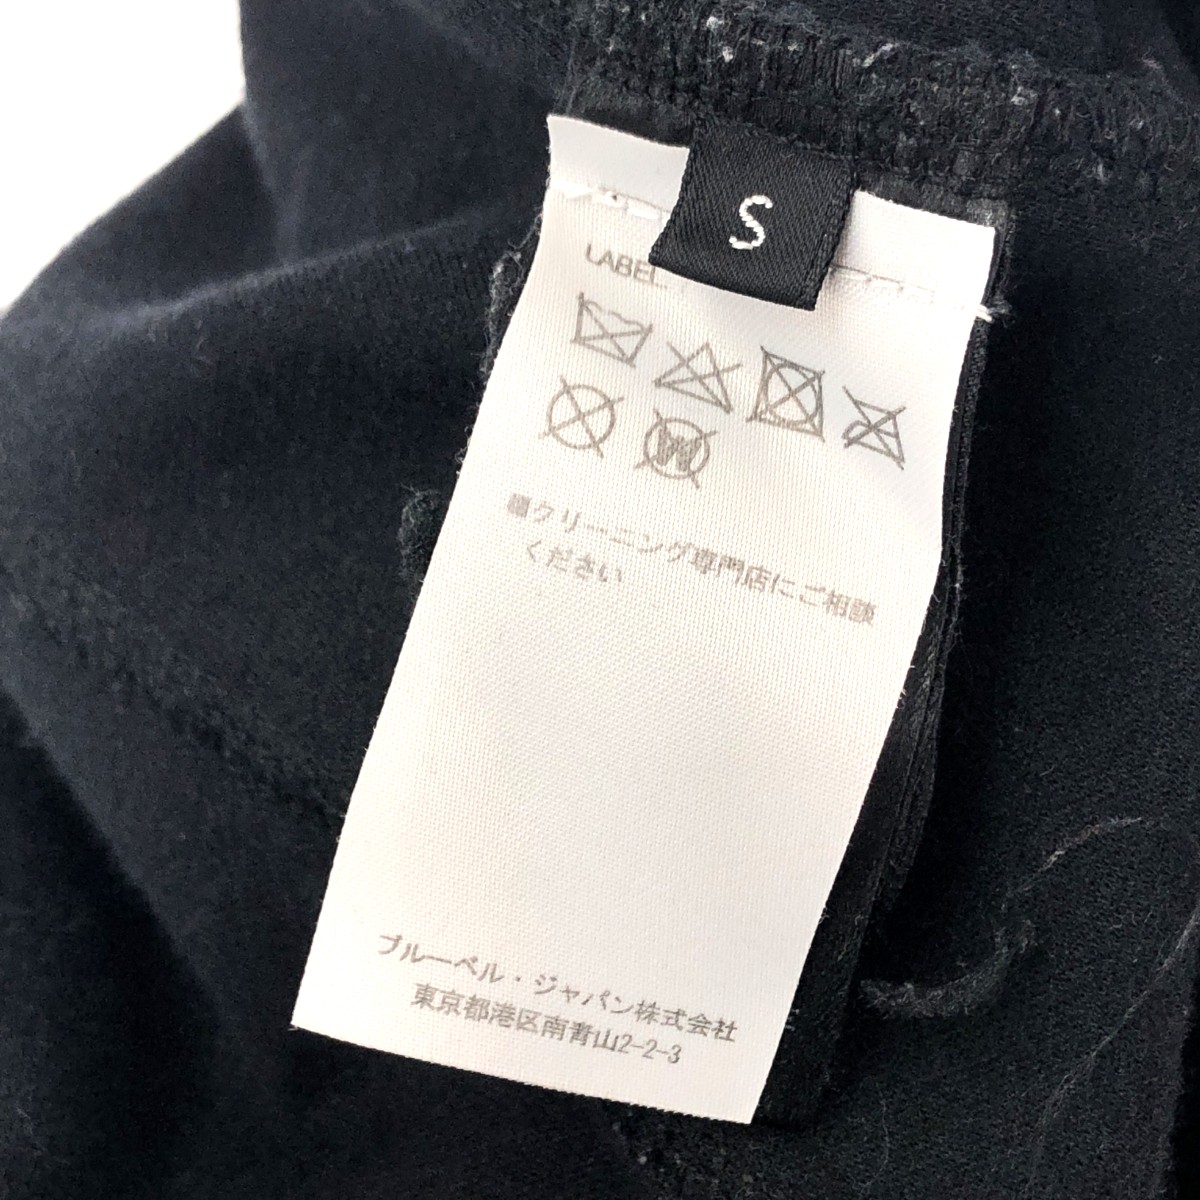 S
LABEL
■クリーニング専門店にご相談
ください
ブルーベル・ジャパン株式会社
東京都港区南青山2-2-3